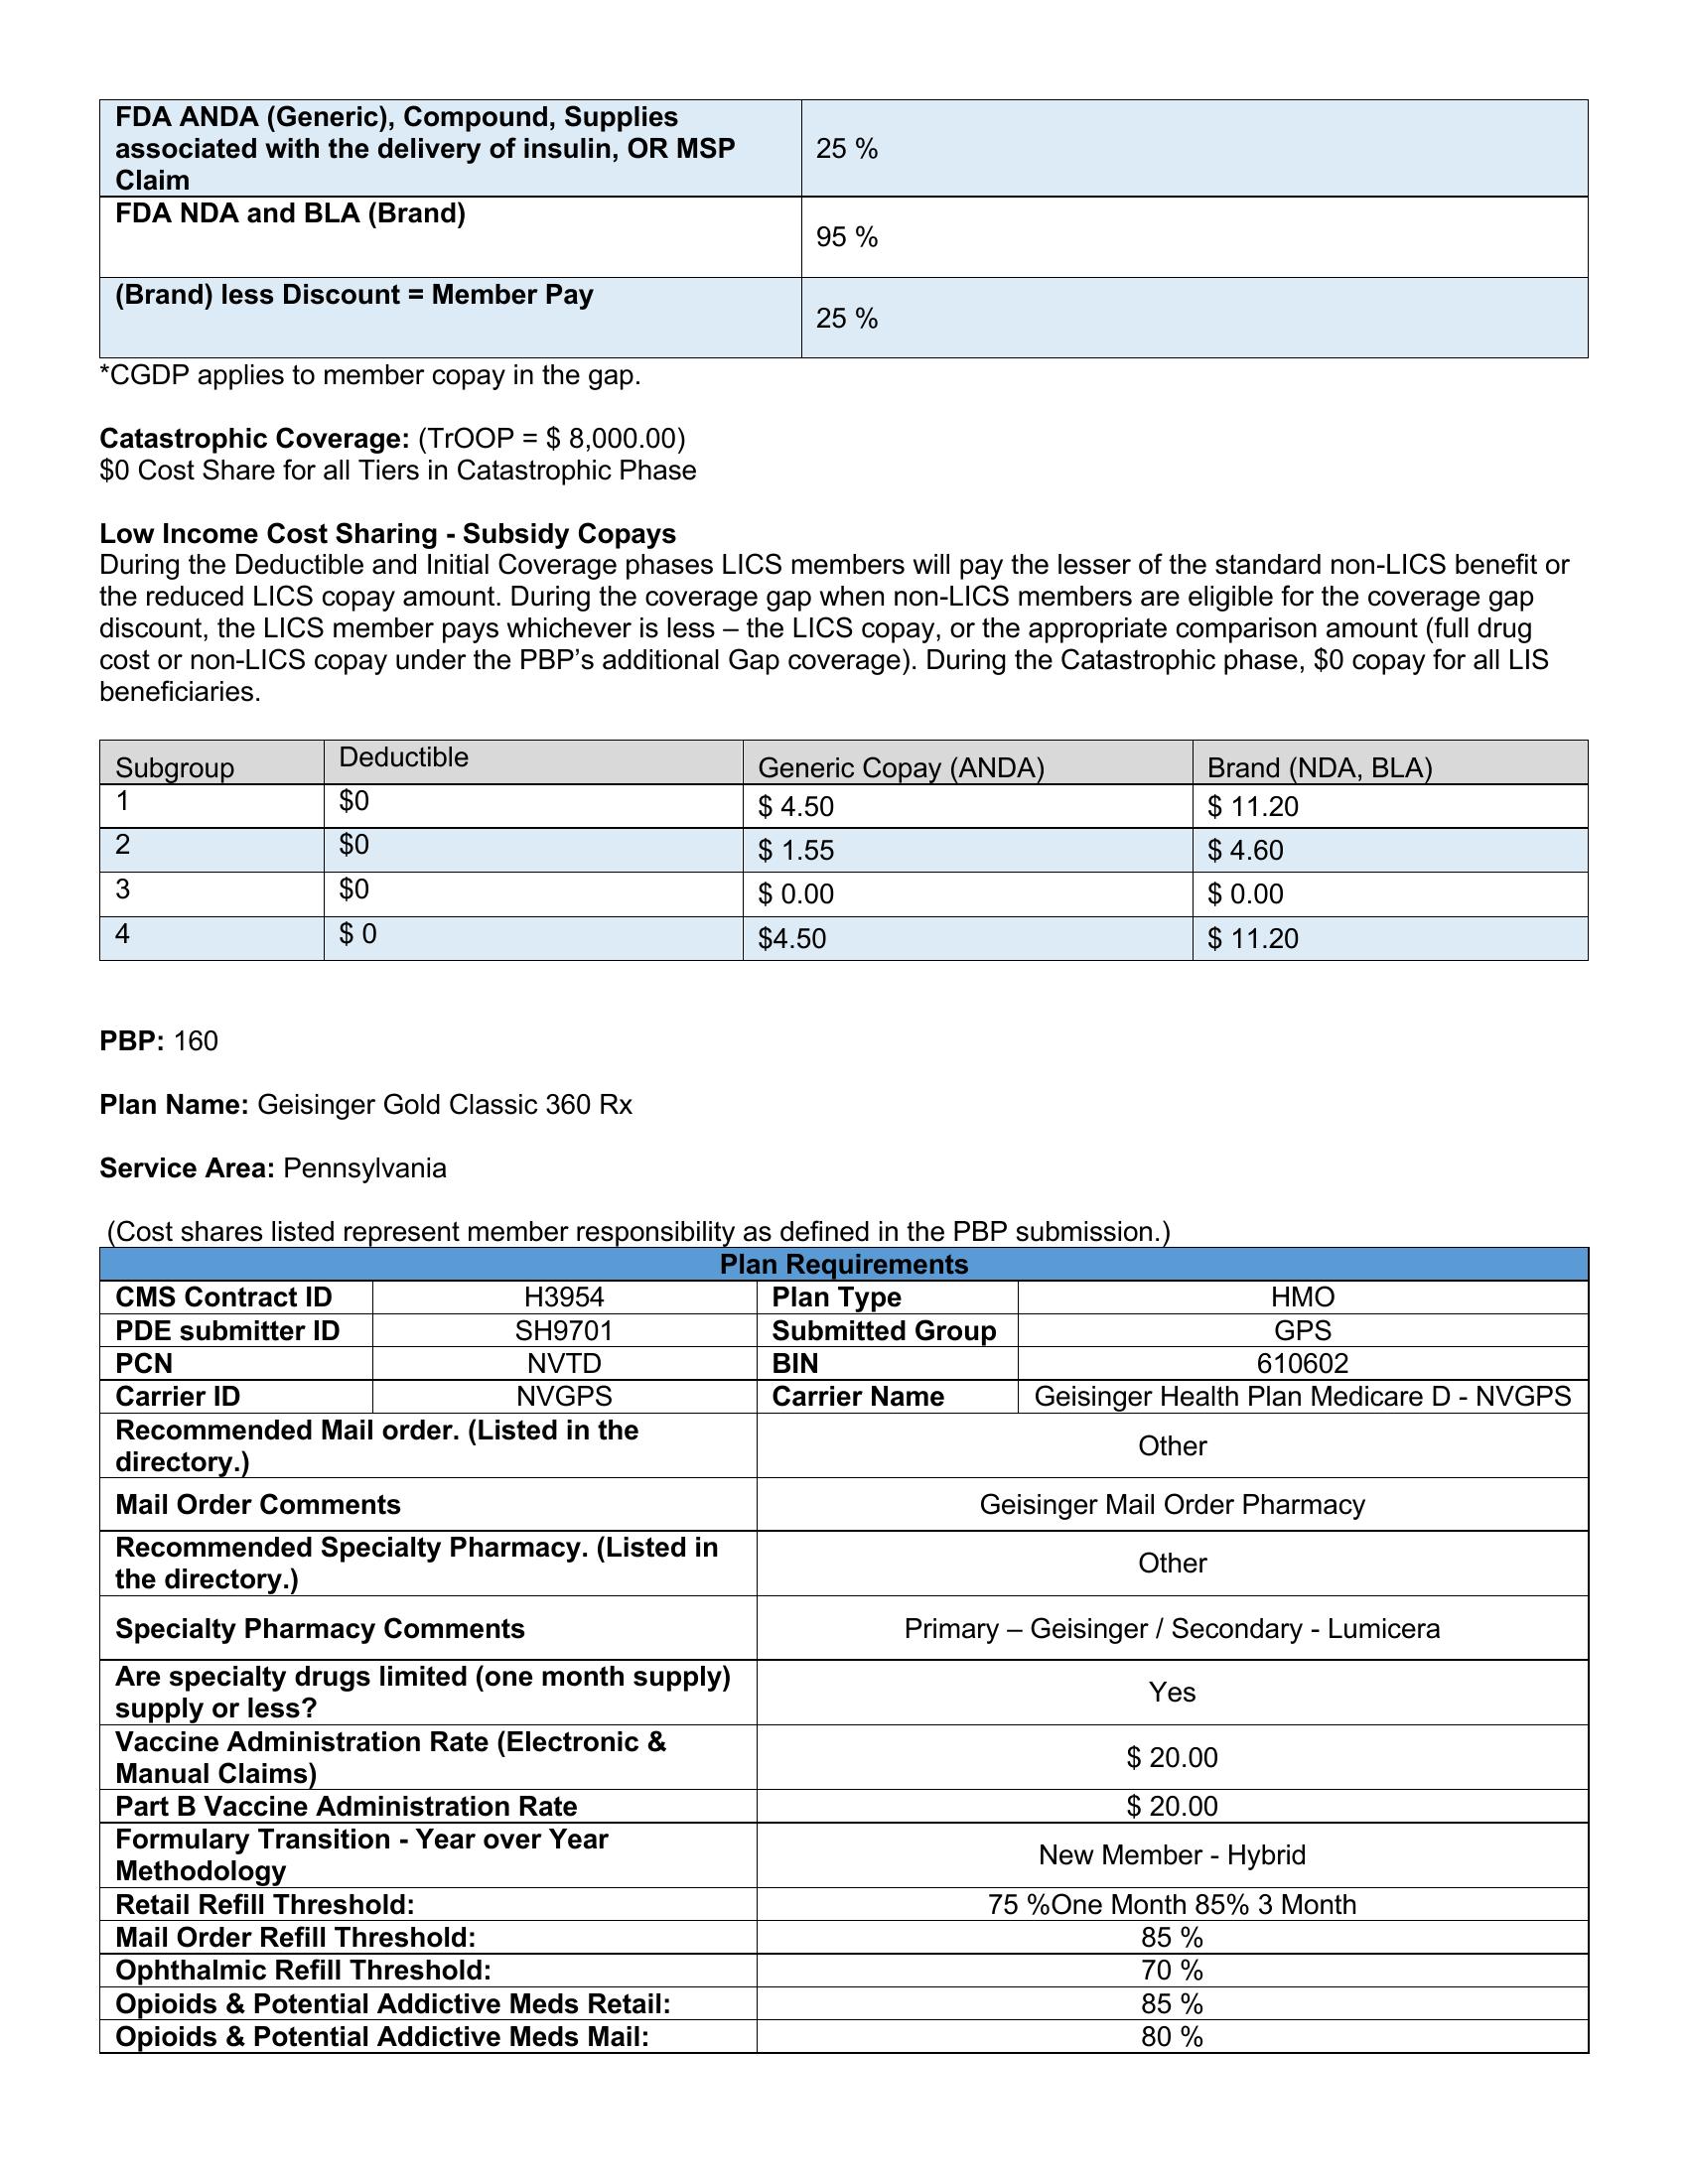 FDA ANDA (Generic), Compound, Supplies
associated with the delivery of insulin, OR MSP
Claim
25 %
FDA NDA and BLA (Brand)
95 %
(Brand) less Discount = Member Pay
25 %
*CGDP applies to member copay in the gap.
Catastrophic Coverage: (TrOOP = $ 8,000.00)
$0 Cost Share for all Tiers in Catastrophic Phase
Low Income Cost Sharing - Subsidy Copays
During the Deductible and Initial Coverage phases LICS members will pay the lesser of the standard non-LICS benefit or
the reduced LICS copay amount. During the coverage gap when non-LICS members are eligible for the coverage gap
discount, the LICS member pays whichever is less – the LICS copay, or the appropriate comparison amount (full drug
cost or non-LICS copay under the PBP’s additional Gap coverage). During the Catastrophic phase, $0 copay for all LIS
beneficiaries.
Subgroup Deductible Generic Copay (ANDA) Brand (NDA, BLA)
1 $0 $ 4.50 $ 11.20
2 $0 $ 1.55 $ 4.60
3 $0 $ 0.00 $ 0.00
4 $ 0 $4.50 $ 11.20
PBP: 160
Plan Name: Geisinger Gold Classic 360 Rx
Service Area: Pennsylvania
(Cost shares listed represent member responsibility as defined in the PBP submission.)
Plan Requirements
CMS Contract ID H3954 Plan Type HMO
PDE submitter ID SH9701 Submitted Group GPS
PCN NVTD BIN 610602
Carrier ID NVGPS Carrier Name Geisinger Health Plan Medicare D - NVGPS
Recommended Mail order. (Listed in the
directory.)
Other
Mail Order Comments Geisinger Mail Order Pharmacy
Recommended Specialty Pharmacy. (Listed in
the directory.)
Other
Specialty Pharmacy Comments Primary – Geisinger / Secondary - Lumicera
Are specialty drugs limited (one month supply)
supply or less?
Yes
Vaccine Administration Rate (Electronic &
Manual Claims)
$ 20.00
Part B Vaccine Administration Rate $ 20.00
Formulary Transition - Year over Year
Methodology
New Member - Hybrid
Retail Refill Threshold: 75 %One Month 85% 3 Month
Mail Order Refill Threshold: 85 %
Ophthalmic Refill Threshold: 70 %
Opioids & Potential Addictive Meds Retail: 85 %
Opioids & Potential Addictive Meds Mail: 80 %